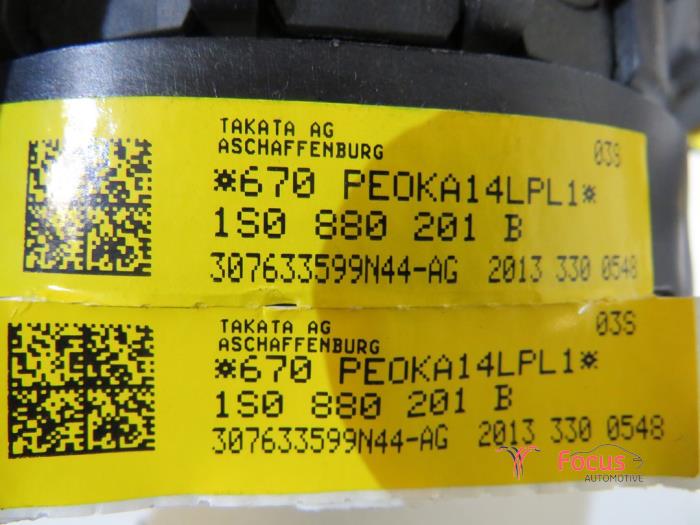 TAKATA AG
ASCHAFFENBURG
03S
*670 PEOKA14LPL1*
1S0 880 201 B
307633599N44-AG 2013 330 0548
TAKATA AG
ASCHAFFENBURG
03S
*670 PEOKA14LPL1*
1S0 880 201 B
307633599N44-AG 2013 330 0548
Focus
AUTOMOTIVE